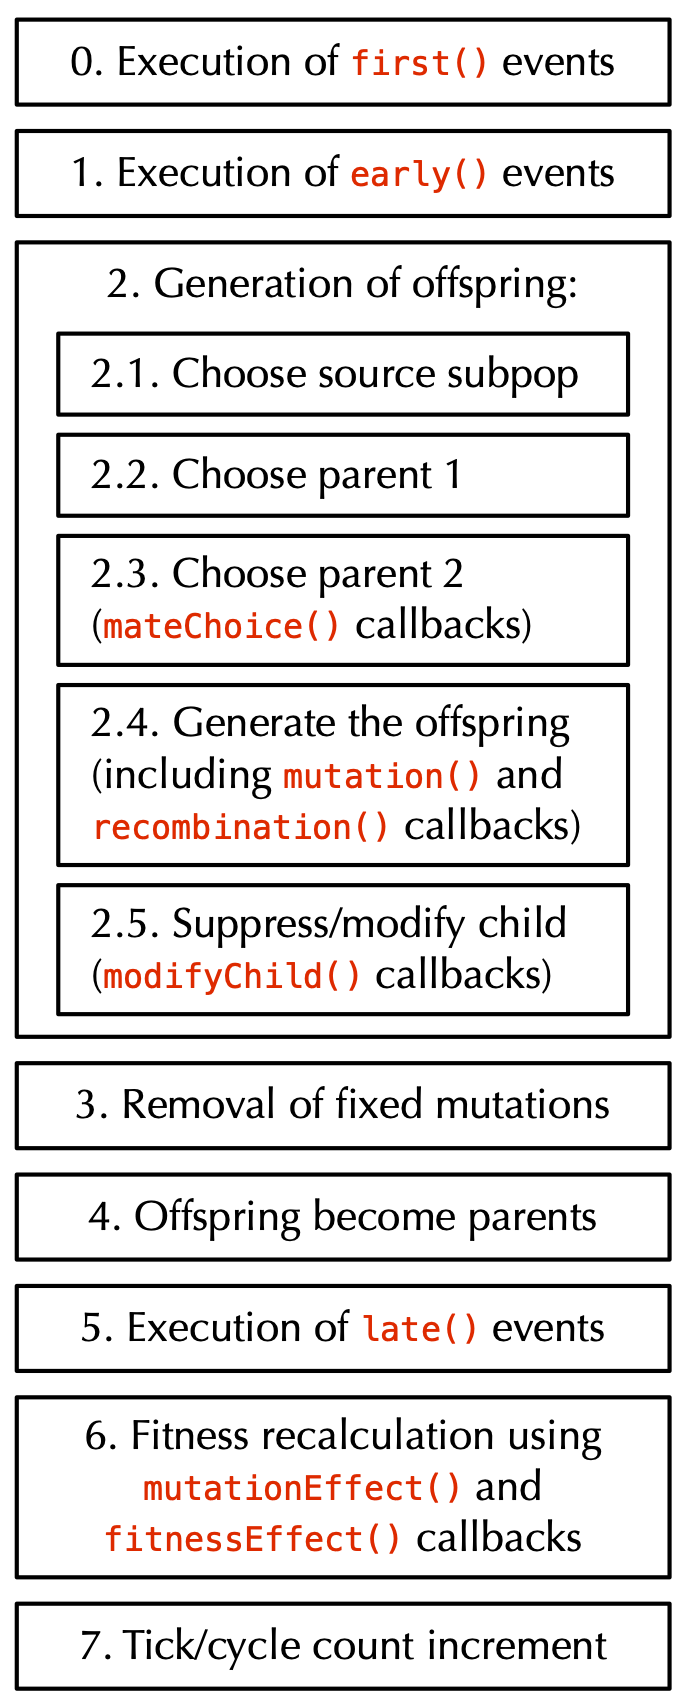 0. Execution of first() events
1. Execution of early() events
2. Generation of offspring:
2.1. Choose source subpop
2.2. Choose parent 1
2.3. Choose parent 2
(mateChoice() callbacks)
2.4. Generate the offspring
(including mutation() and
recombination() callbacks)
2.5. Suppress/modify child
(modifyChild() callbacks)
3. Removal of fixed mutations
4. Offspring become parents
5. Execution of late() events
6. Fitness recalculation using
mutationEffect() and
fitnessEffect() callbacks
7. Tick/cycle count increment